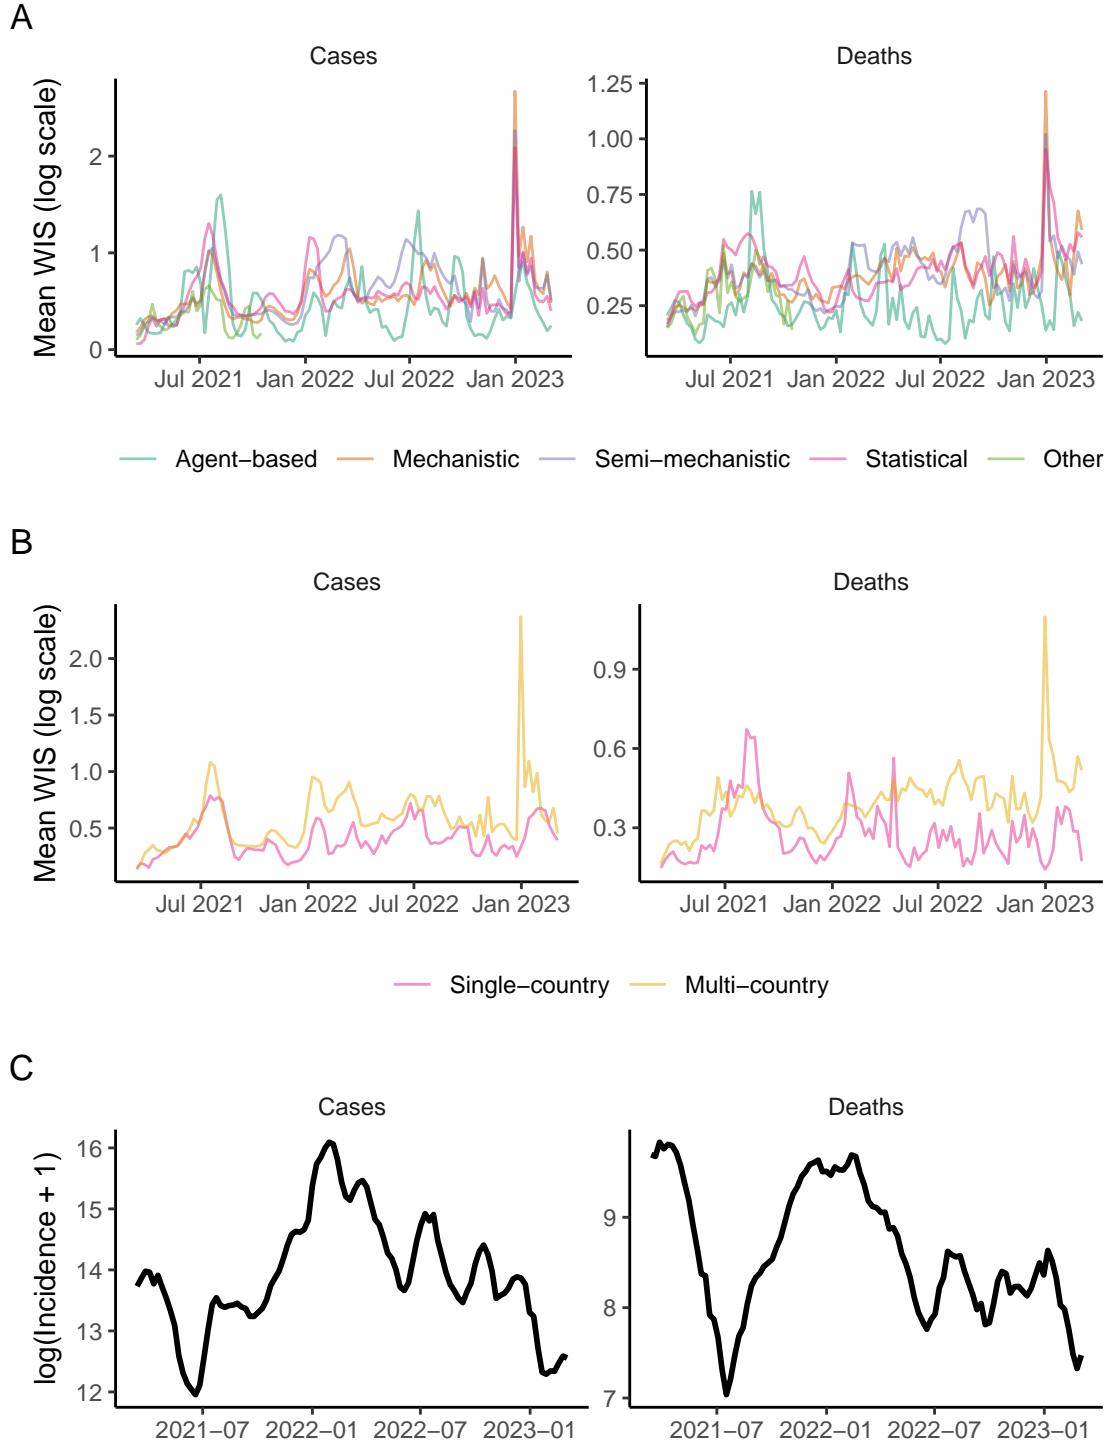 A
Cases Deaths
Mean WIS (log scale)
2
1
0
1.25
1.00
0.75
0.50
0.25
Jul 2021 Jan 2022 Jul 2022 Jan 2023
Jul 2021 Jan 2022 Jul 2022 Jan 2023
Agent−based Mechanistic Semi−mechanistic Statistical Other
B
Cases Deaths
Mean WIS (log scale)
2.0
1.5
1.0
0.5
0.9
0.6
0.3
Jul 2021 Jan 2022 Jul 2022 Jan 2023
Jul 2021 Jan 2022 Jul 2022 Jan 2023
Single−country Multi−country
C
Cases Deaths
log(Incidence + 1)
16
15
14
13
12
9
8
7
2021−07 2022−01 2022−07 2023−01
2021−07 2022−01 2022−07 2023−01